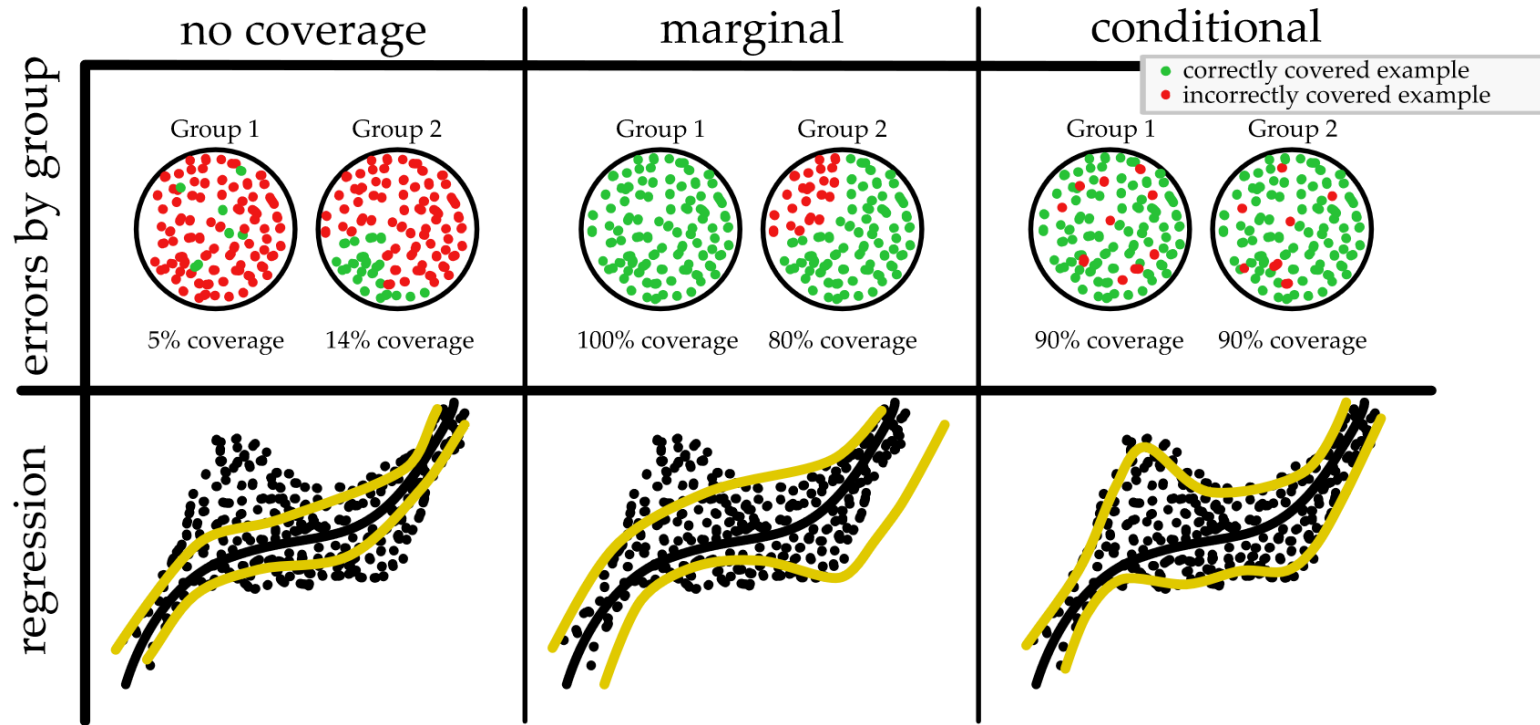 no coverage
marginal
conditional
correctly covered example
incorrectly covered example
errors by group
Group 1
Group 2
Group 1
Group 2
Group 1
Group 2
5% coverage
14% coverage
100% coverage
80% coverage
90% coverage
90% coverage
regression